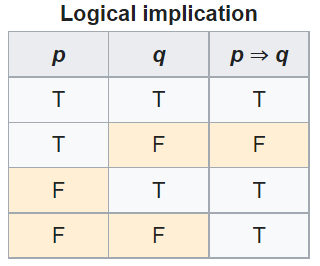 Logical implication
p q p ⇒ q
T T T
T F F
F T T
F F T